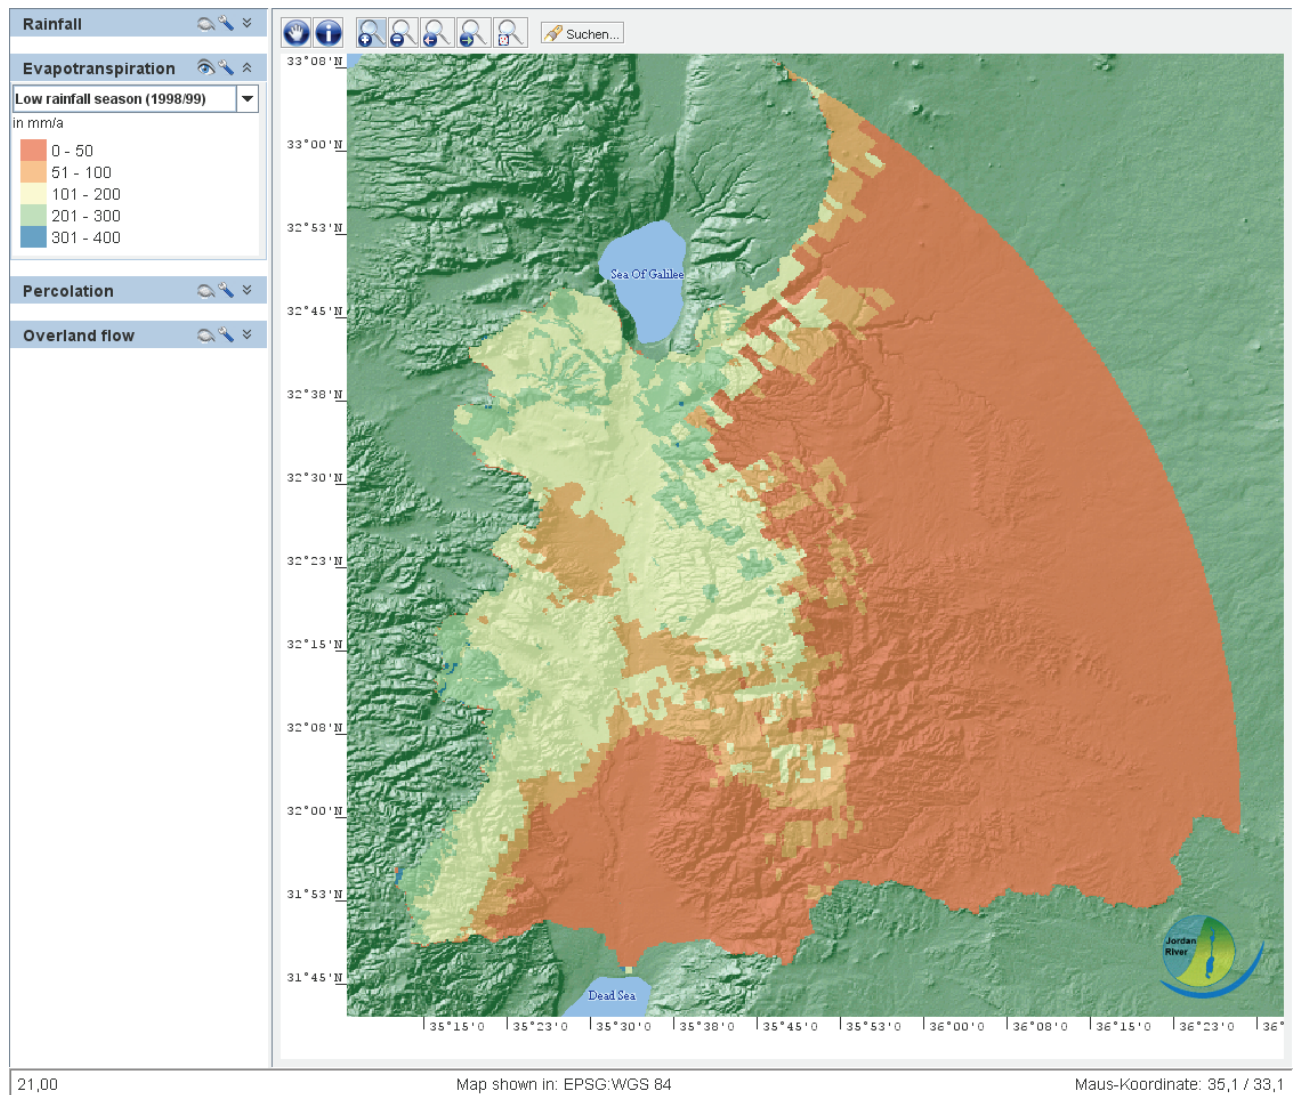 Rainfall
Evapotranspiration
Low rainfall season (1998/99)
in mm/a
0 - 50
51 - 100
101 - 200
201 - 300
301 - 400
Percolation
Overland flow
Suchen...
33°08'N
33°00'N
32°53'N
32°45'N
32°38'N
32°30'N
32°23'N
32°15'N
32°08'N
32°00'N
31°53'N
31°45'N
Sea Of Galilee
Dead Sea
Jordan
River
35°15'0
35°23'0
35°30'0
35°38'0
35°45'0
35°53'0
36°00'0
36°08'0
36°15'0
36°23'0
36°
21,00
Map shown in: EPSG:WGS 84
Maus-Koordinate: 35,1 / 33,1